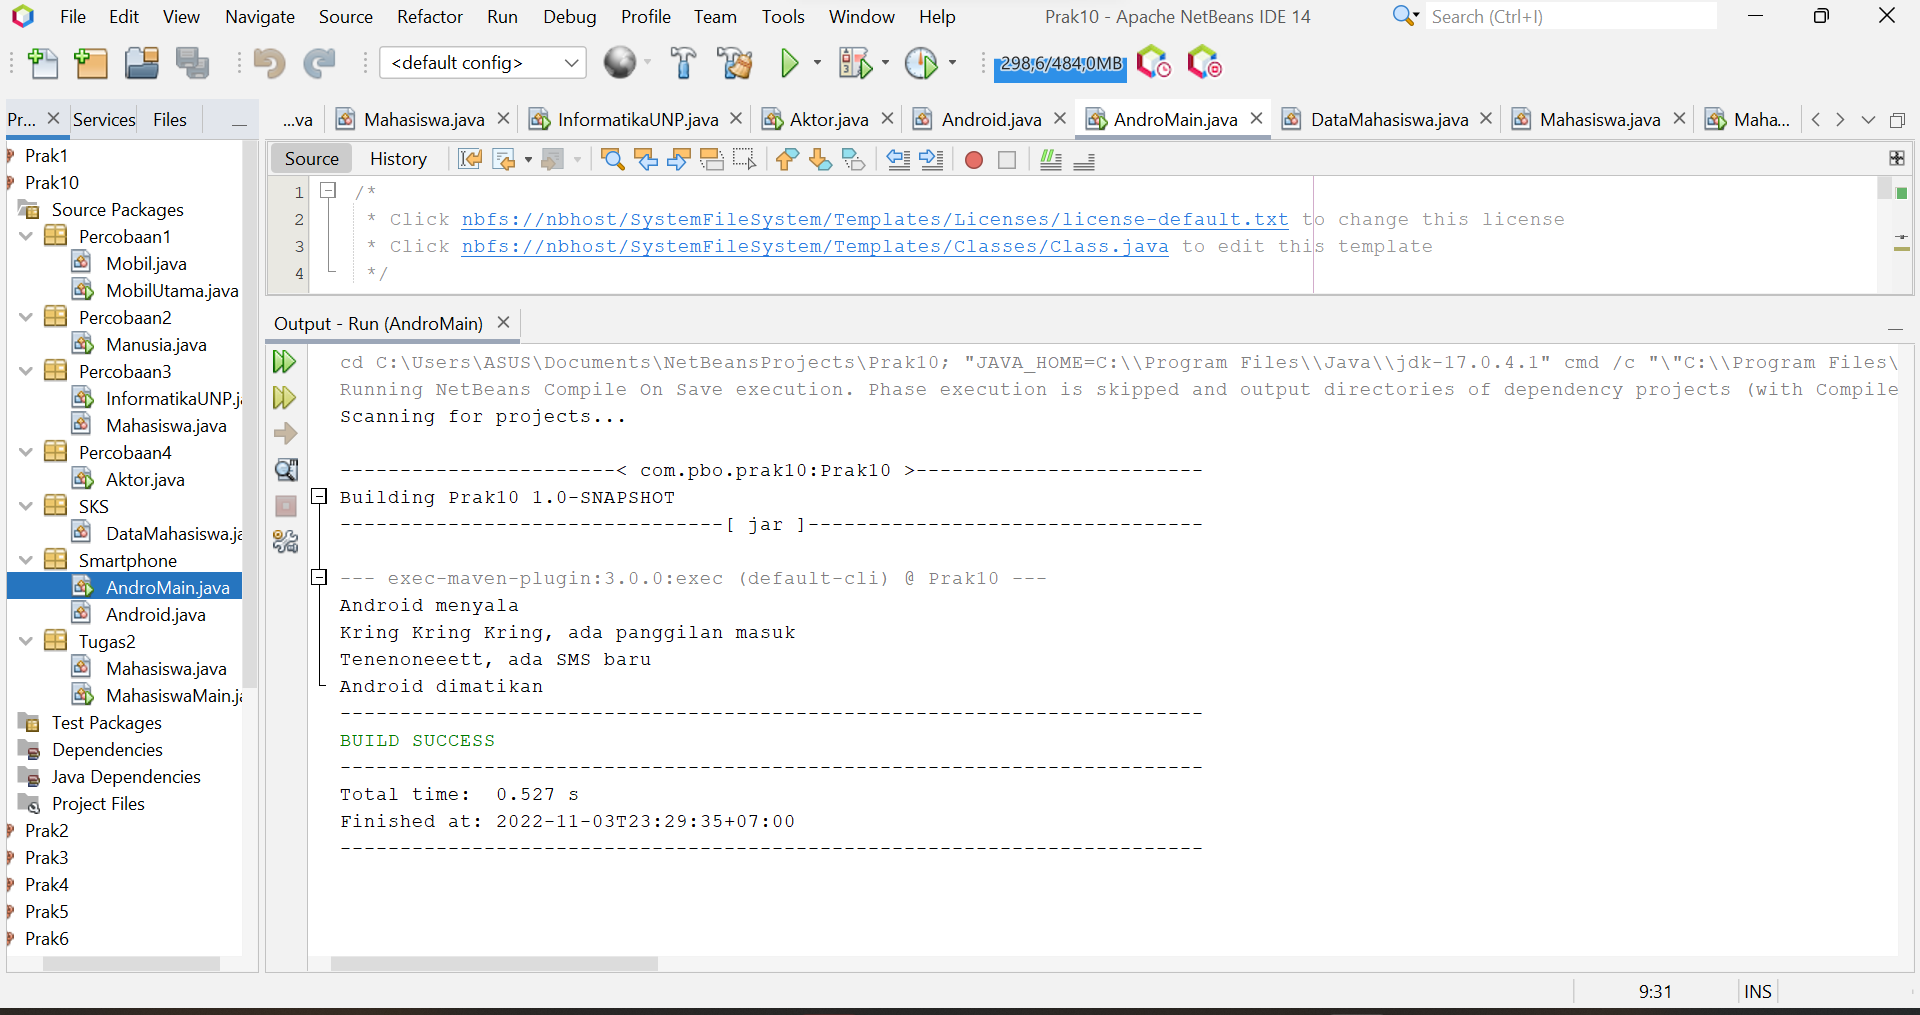 File Edit View Navigate Source Refactor Run Debug Profile Team Tools Window Help
Prak10 - Apache NetBeans IDE 14
Search (Ctrl+I)
<default config>
298,6/484,0MB
Pr... Services Files
...va Mahasiswa.java InformatikaUNP.java Aktor.java Android.java AndroMain.java DataMahasiswa.java Mahasiswa.java Maha...
Source History
Prak1
Prak10
Source Packages
Percobaan1
Mobil.java
MobilUtama.java
Percobaan2
Manusia.java
Percobaan3
InformatikaUNP.j
Mahasiswa.java
Percobaan4
Aktor.java
SKS
DataMahasiswa.ja
Smartphone
AndroMain.java
Android.java
Tugas2
Mahasiswa.java
MahasiswaMain.ja
Test Packages
Dependencies
Java Dependencies
Project Files
Prak2
Prak3
Prak4
Prak5
Prak6
1 /*
2 * Click nbfs://nbhost/SystemFileSystem/Templates/Licenses/license-default.txt to change this license
3 * Click nbfs://nbhost/SystemFileSystem/Templates/Classes/Class.java to edit this template
4 */
Output - Run (AndroMain)
cd C:\Users\ASUS\Documents\NetBeansProjects\Prak10; "JAVA_HOME=C:\\Program Files\\Java\\jdk-17.0.4.1" cmd /c "\"C:\\Program Files\
Running NetBeans Compile On Save execution. Phase execution is skipped and output directories of dependency projects (with Compile
Scanning for projects...
-----------------------< com.pbo.prak10:Prak10 >------------------------
Building Prak10 1.0-SNAPSHOT
--------------------------------[ jar ]---------------------------------
--- exec-maven-plugin:3.0.0:exec (default-cli) @ Prak10 ---
Android menyala
Kring Kring Kring, ada panggilan masuk
Tenenoneeett, ada SMS baru
Android dimatikan
------------------------------------------------------------------------
BUILD SUCCESS
------------------------------------------------------------------------
Total time:  0.527 s
Finished at: 2022-11-03T23:29:35+07:00
------------------------------------------------------------------------
9:31 INS